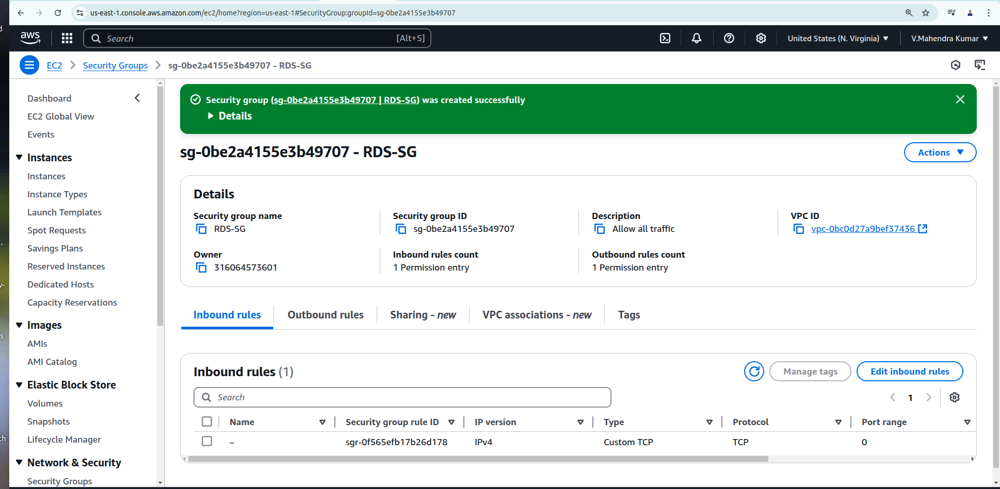 us-east-1.console.aws.amazon.com/ec2/home?region=us-east-1#SecurityGroup:groupId=sg-0be2a4155e3b49707
aws
Search
[Alt+S]
United States (N. Virginia)
V.Mahendra Kumar
EC2
Security Groups
sg-0be2a4155e3b49707 - RDS-SG
Dashboard
EC2 Global View
Events
Instances
Instances
Instance Types
Launch Templates
Spot Requests
Savings Plans
Reserved Instances
Dedicated Hosts
Capacity Reservations
Images
AMIs
AMI Catalog
Elastic Block Store
Volumes
Snapshots
Lifecycle Manager
Network & Security
Security Groups
Security group (sg-0be2a4155e3b49707 | RDS-SG) was created successfully
Details
sg-0be2a4155e3b49707 - RDS-SG
Actions
Details
Security group name
RDS-SG
Security group ID
sg-0be2a4155e3b49707
Description
Allow all traffic
VPC ID
vpc-0bc0d27a9bef37436
Owner
316064573601
Inbound rules count
1 Permission entry
Outbound rules count
1 Permission entry
Inbound rules
Outbound rules
Sharing - new
VPC associations - new
Tags
Inbound rules (1)
Manage tags
Edit inbound rules
Search
1
Name
Security group rule ID
IP version
Type
Protocol
Port range
–
sgr-0f565efb17b26d178
IPv4
Custom TCP
TCP
0